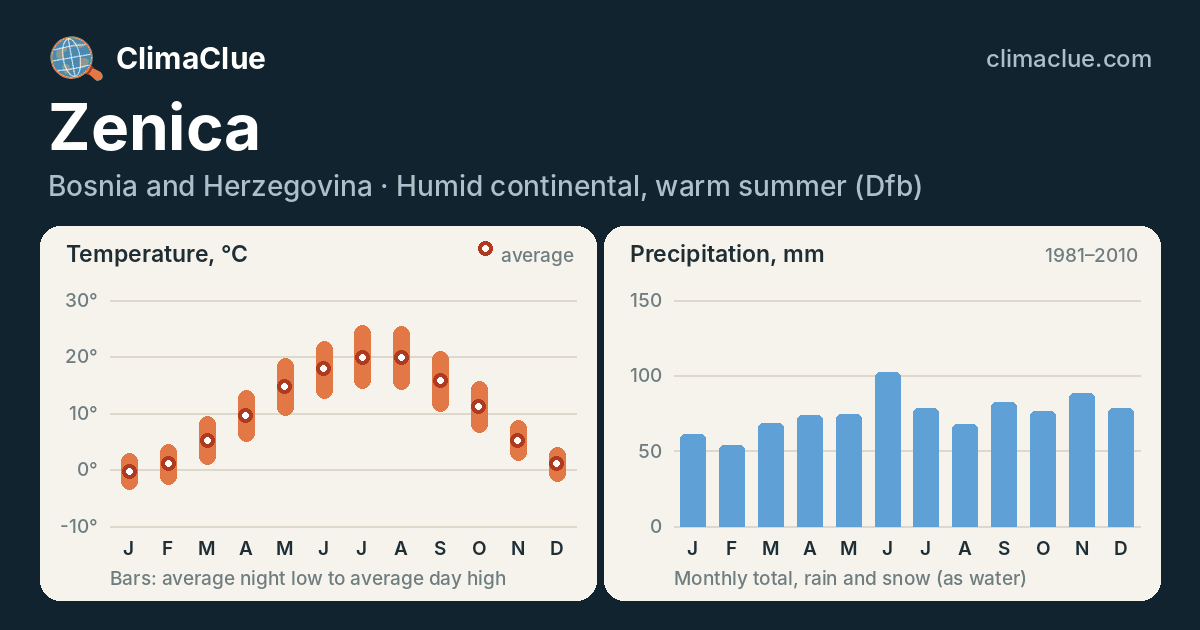 ClimaClue
climaclue.com
Zenica
Bosnia and Herzegovina · Humid continental, warm summer (Dfb)
Temperature, °C
average
30°
20°
10°
0°
-10°
J F M A M J J A S O N D
Bars: average night low to average day high
Precipitation, mm
1981–2010
150
100
50
0
J F M A M J J A S O N D
Monthly total, rain and snow (as water)